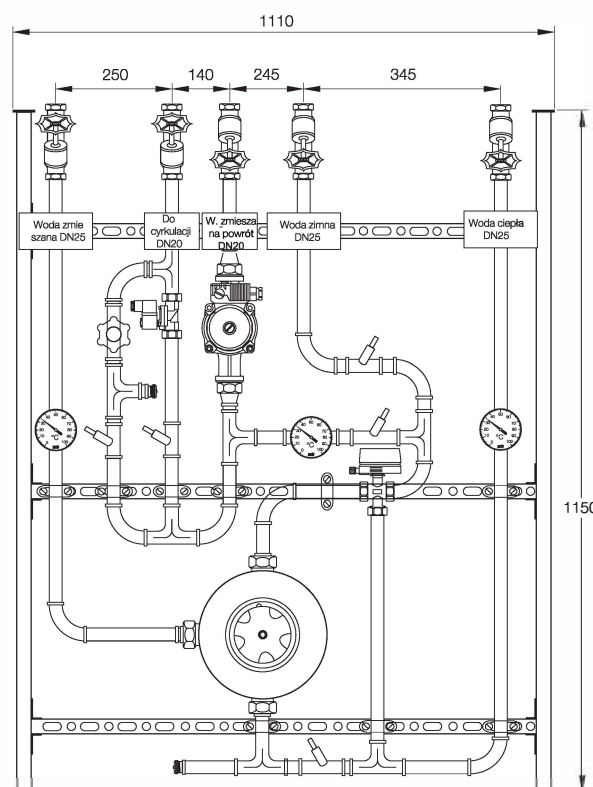 1110
250
140
245
345
Woda zmie
szana DN25
Do
cyrkulacji
DN20
W. zmiesza
na powrót
DN20
Woda zimna
DN25
Woda ciepła
DN25
°C
°C
°C
1150